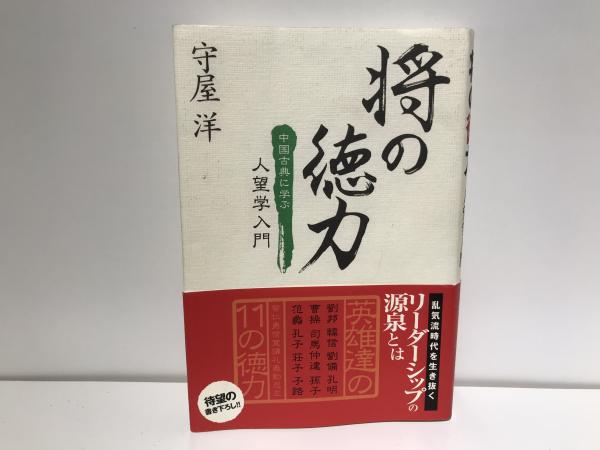 将の
徳力
中国古典に学ぶ
人望学入門
守屋洋
乱気流時代を生き抜く
リーダーシップの
源泉とは
英雄達の
劉邦 韓信 劉備 孔明
曹操 司馬仲達 孫子
范蠡 孔子 荘子 子路
11の徳力
待望の
書き下ろし!!